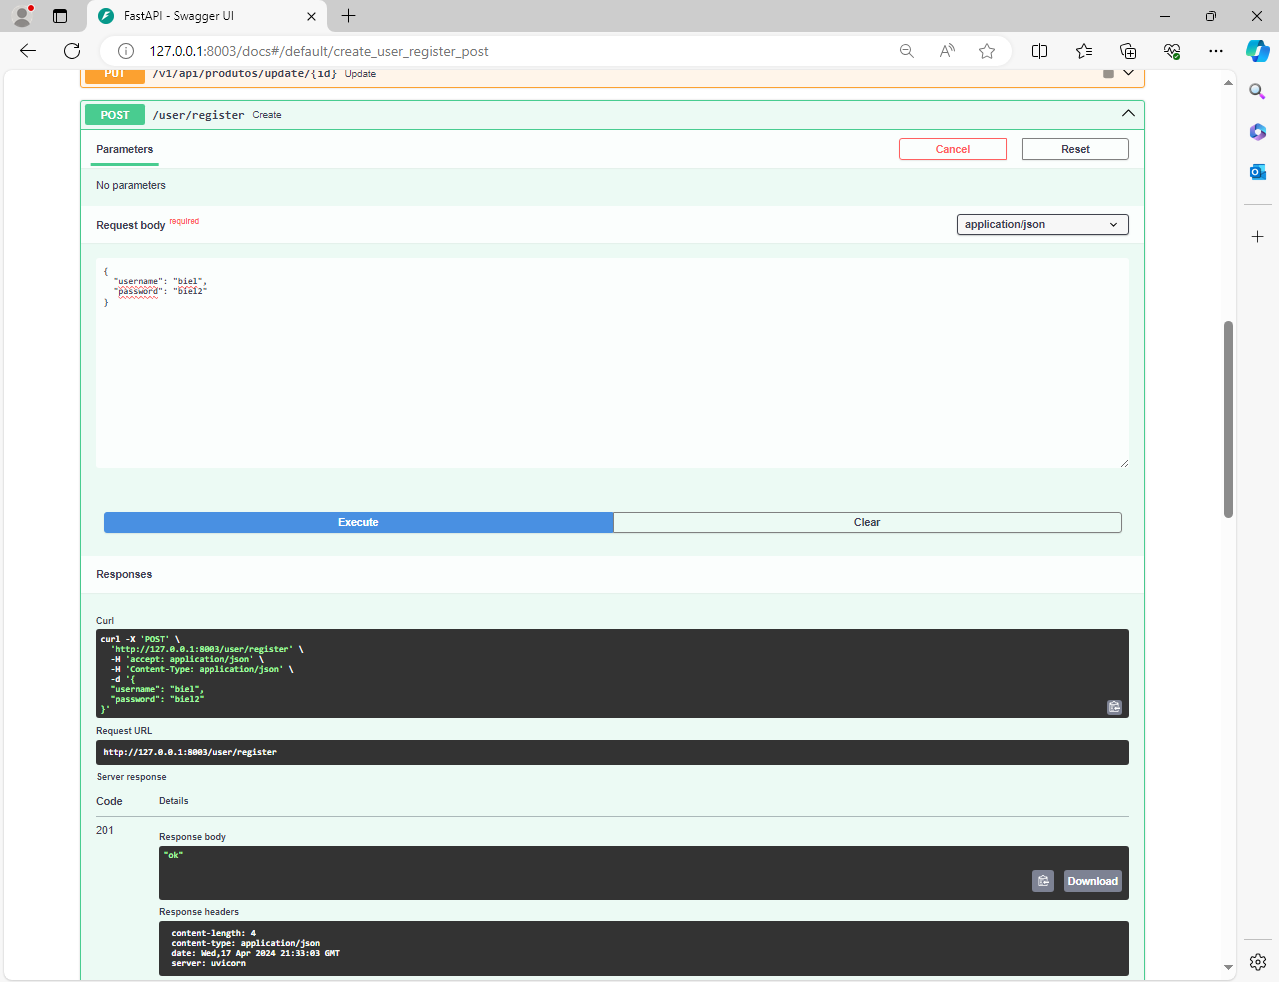 FastAPI - Swagger UI
127.0.0.1:8003/docs#/default/create_user_register_post
PUT /v1/api/produtos/update/{id} Update
POST /user/register Create
Parameters
Cancel
Reset
No parameters
Request body required
application/json
{
"username": "biel",
"password": "biel2"
}
Execute
Clear
Responses
Curl
curl -X 'POST' \
'http://127.0.0.1:8003/user/register' \
-H 'accept: application/json' \
-H 'Content-Type: application/json' \
-d '{
"username": "biel",
"password": "biel2"
}'
Request URL
http://127.0.0.1:8003/user/register
Server response
Code Details
201
Response body
"ok"
Download
Response headers
content-length: 4
content-type: application/json
date: Wed,17 Apr 2024 21:33:03 GMT
server: uvicorn